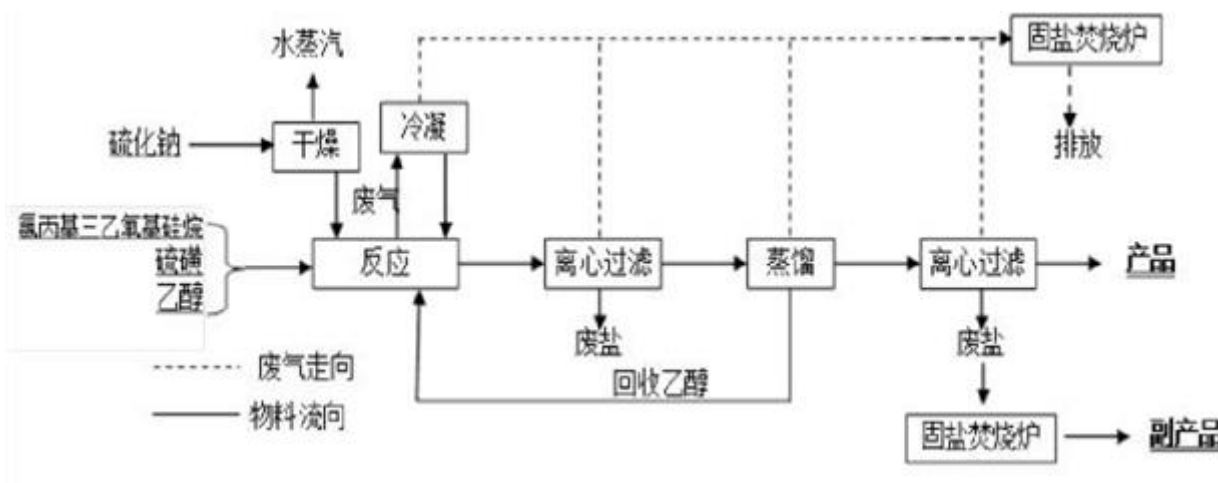 水蒸汽
固盐焚烧炉
硫化钠
干燥
冷凝
排放
废气
氯丙基三乙氧基硅烷
硫磺
乙醇
反应
离心过滤
蒸馏
离心过滤
产品
废盐
废盐
废气走向
回收乙醇
物料流向
固盐焚烧炉
副产品